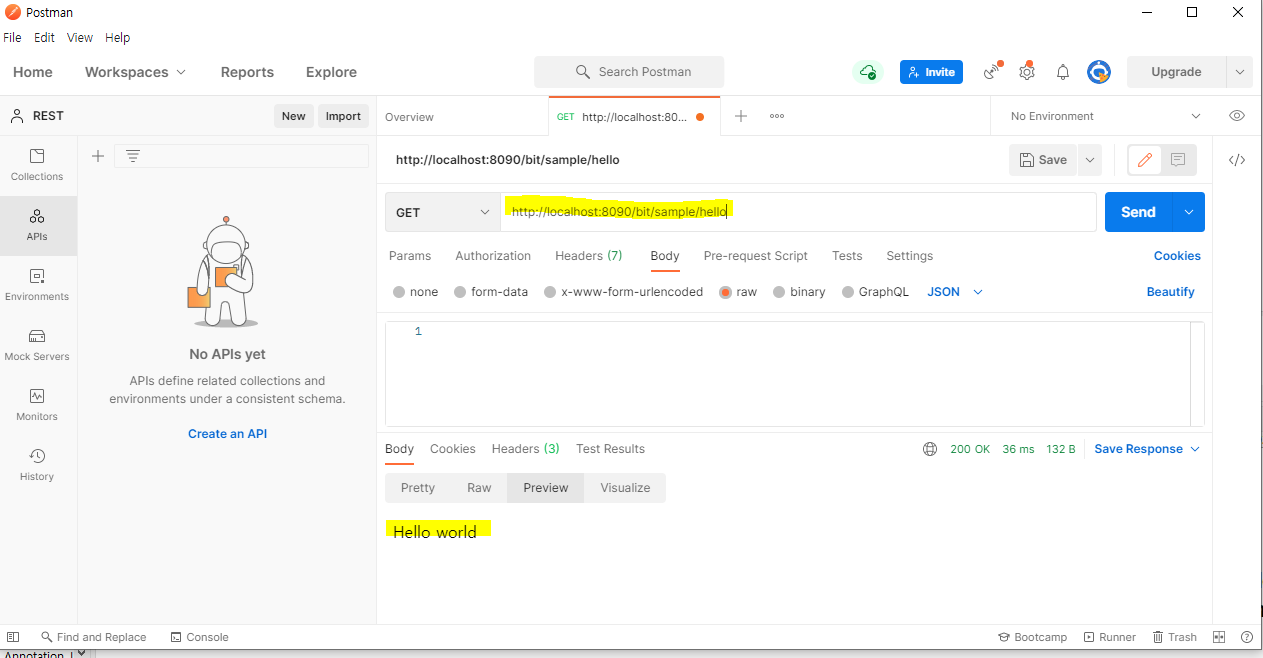 Postman
File Edit View Help
Home Workspaces Reports Explore Search Postman Invite Upgrade
REST New Import Overview GET http://localhost:80... No Environment
Collections
APIs
Environments
Mock Servers
Monitors
History
No APIs yet
APIs define related collections and
environments under a consistent schema.
Create an API
http://localhost:8090/bit/sample/hello Save
GET http://localhost:8090/bit/sample/hello Send
Params Authorization Headers (7) Body Pre-request Script Tests Settings Cookies
none form-data x-www-form-urlencoded raw binary GraphQL JSON Beautify
1
Body Cookies Headers (3) Test Results 200 OK 36 ms 132 B Save Response
Pretty Raw Preview Visualize
Hello world
Find and Replace Console Bootcamp Runner Trash
Annotation